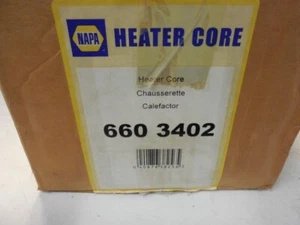 NAPA HEATER CORE
Heater Core
Chausserette
Calefactor
660 3402